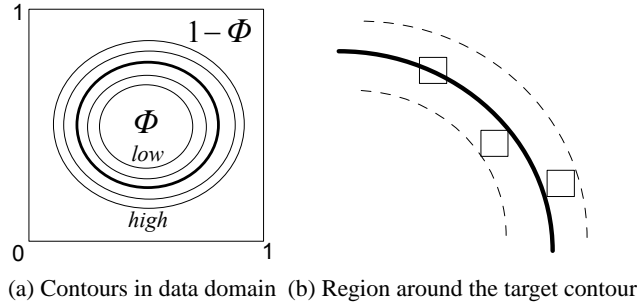 1
1 − Φ
Φ
low
high
0
1
(a) Contours in data domain (b) Region around the target contour